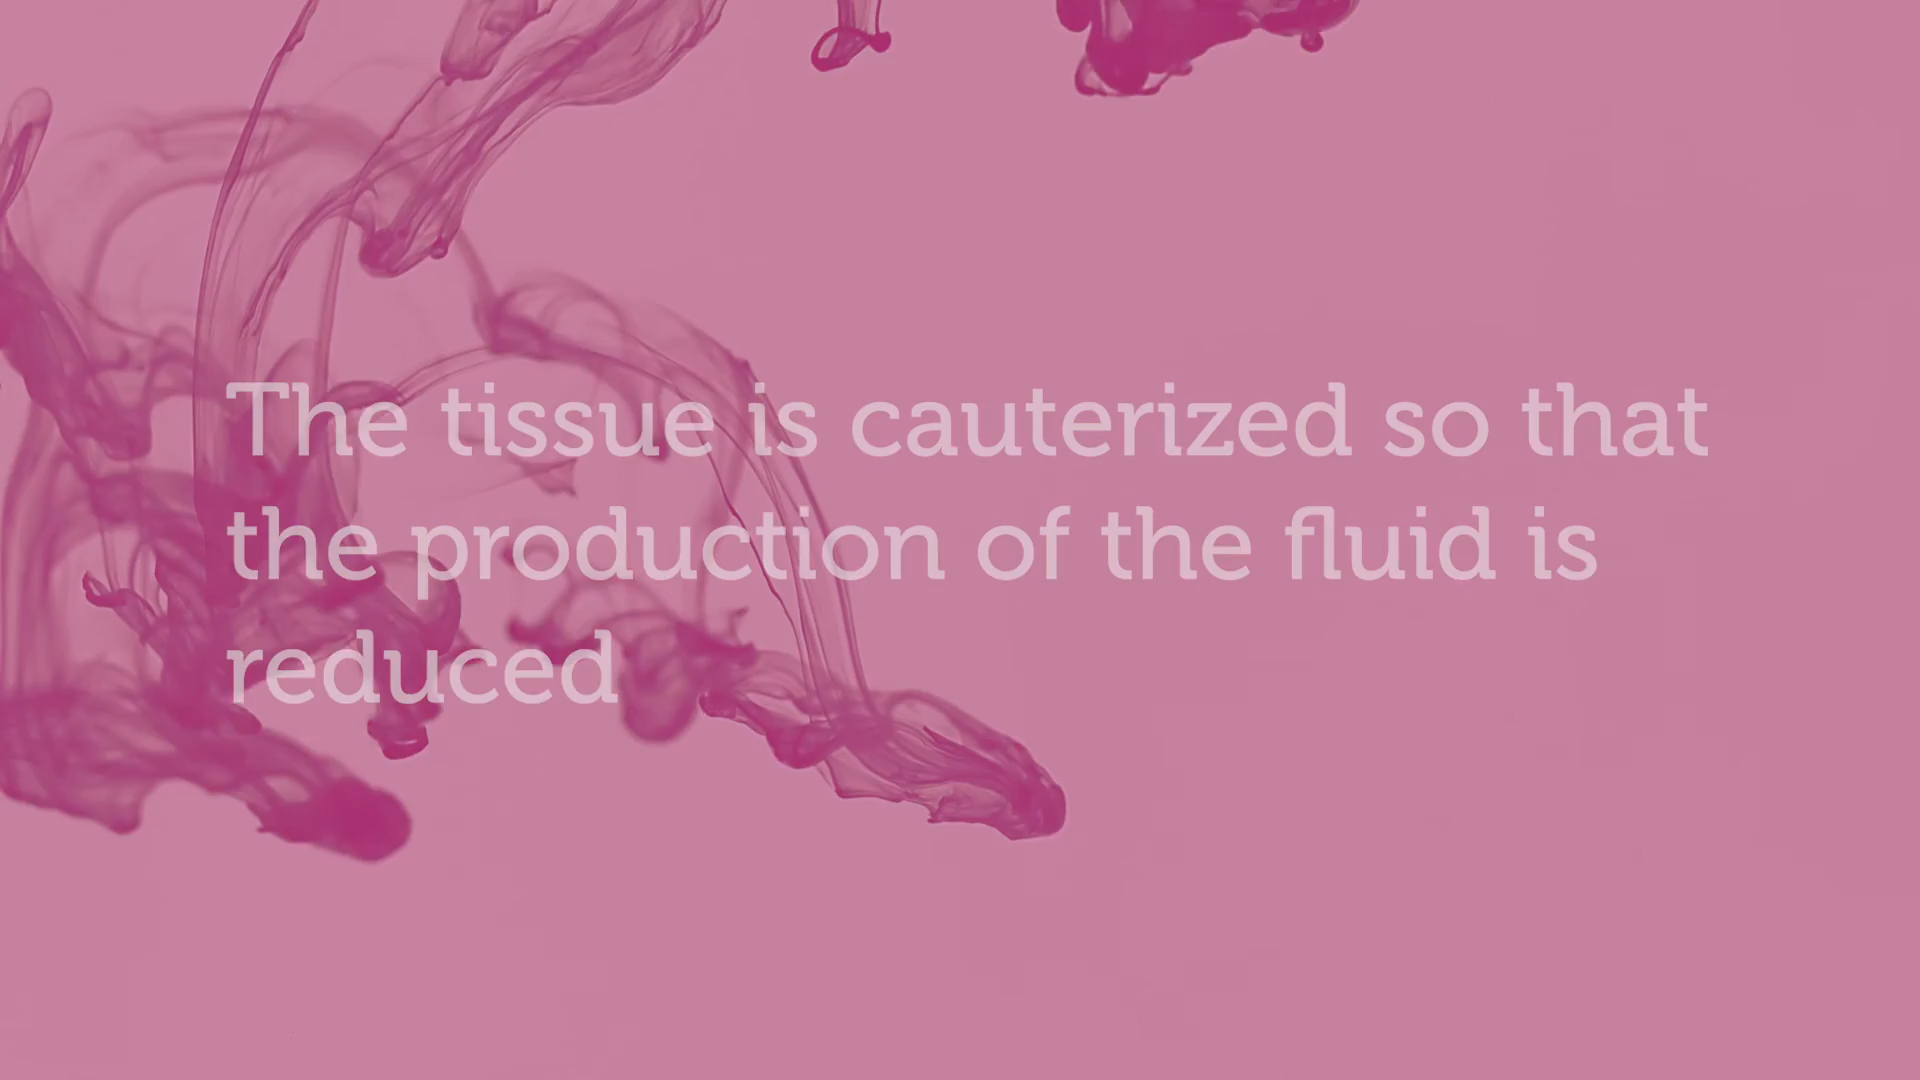 The tissue is cauterized so that
the production of the fluid is
reduced